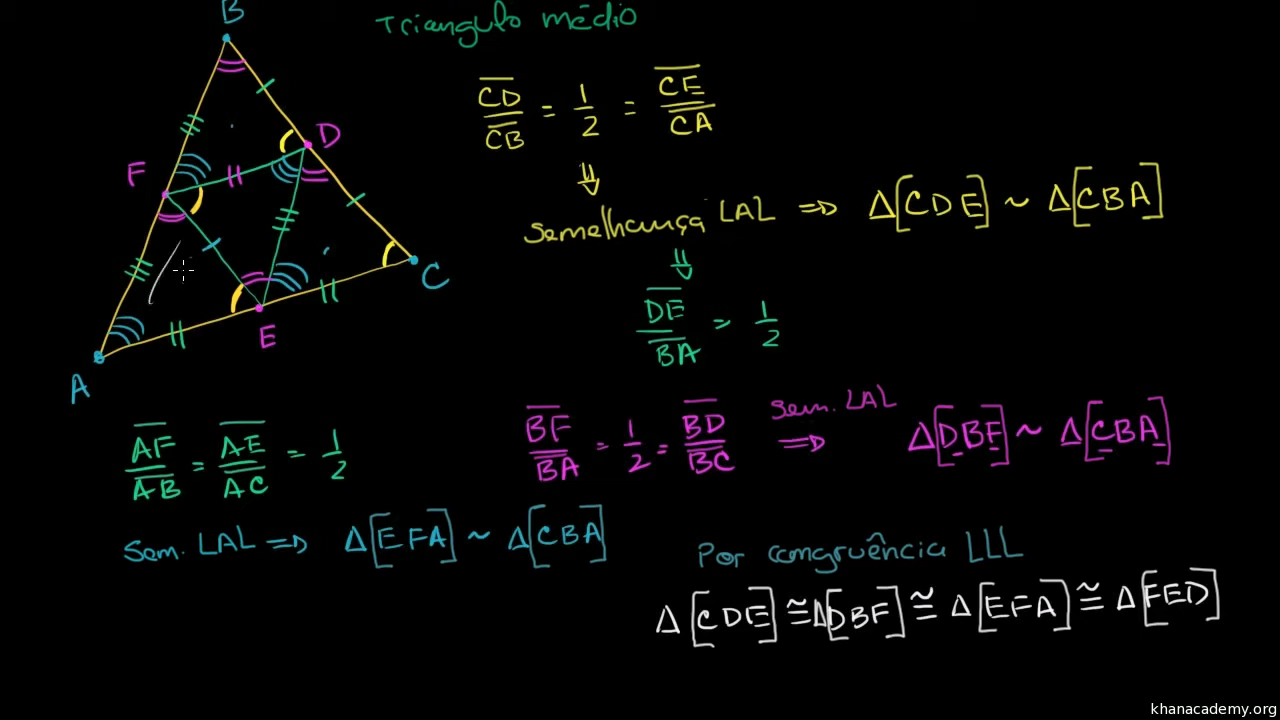 Triangulo médio
B
D
F
C
E
A
CD/CB = 1/2 = CE/CA
⇓
Semelhança LAL ⇒ Δ[CDE] ~ Δ[CBA]
⇓
DE/BA = 1/2
AF/AB = AE/AC = 1/2
BF/BA = 1/2 = BD/BC sem. LAL ⇒ Δ[DBF] ~ Δ[CBA]
Sem. LAL ⇒ Δ[EFA] ~ Δ[CBA]
Por congruência LLL
Δ[CDE] ≅ Δ[DBF] ≅ Δ[EFA] ≅ Δ[FED]
khanacademy.org